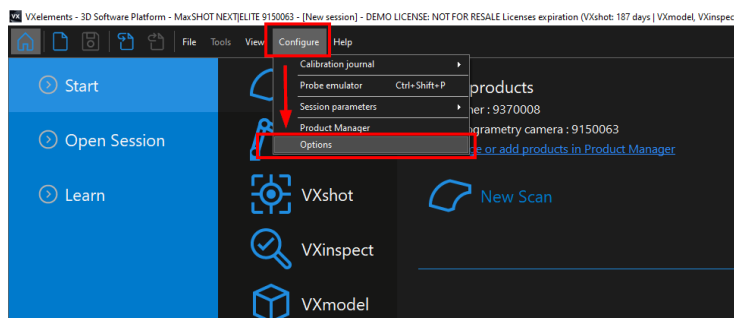 VXelements - 3D Software Platform - MaxSHOT NEXT|ELITE 9150063 - [New session] - DEMO LICENSE: NOT FOR RESALE Licenses expiration (VXshot: 187 days | VXmodel, VXinspec
File Tools View Configure Help
Calibration journal
Probe emulator Ctrl+Shift+P
Session parameters
Product Manager
Options
Start
Open Session
Learn
VXshot
VXinspect
VXmodel
products
ner : 9370008
ogrametry camera : 9150063
e or add products in Product Manager
New Scan